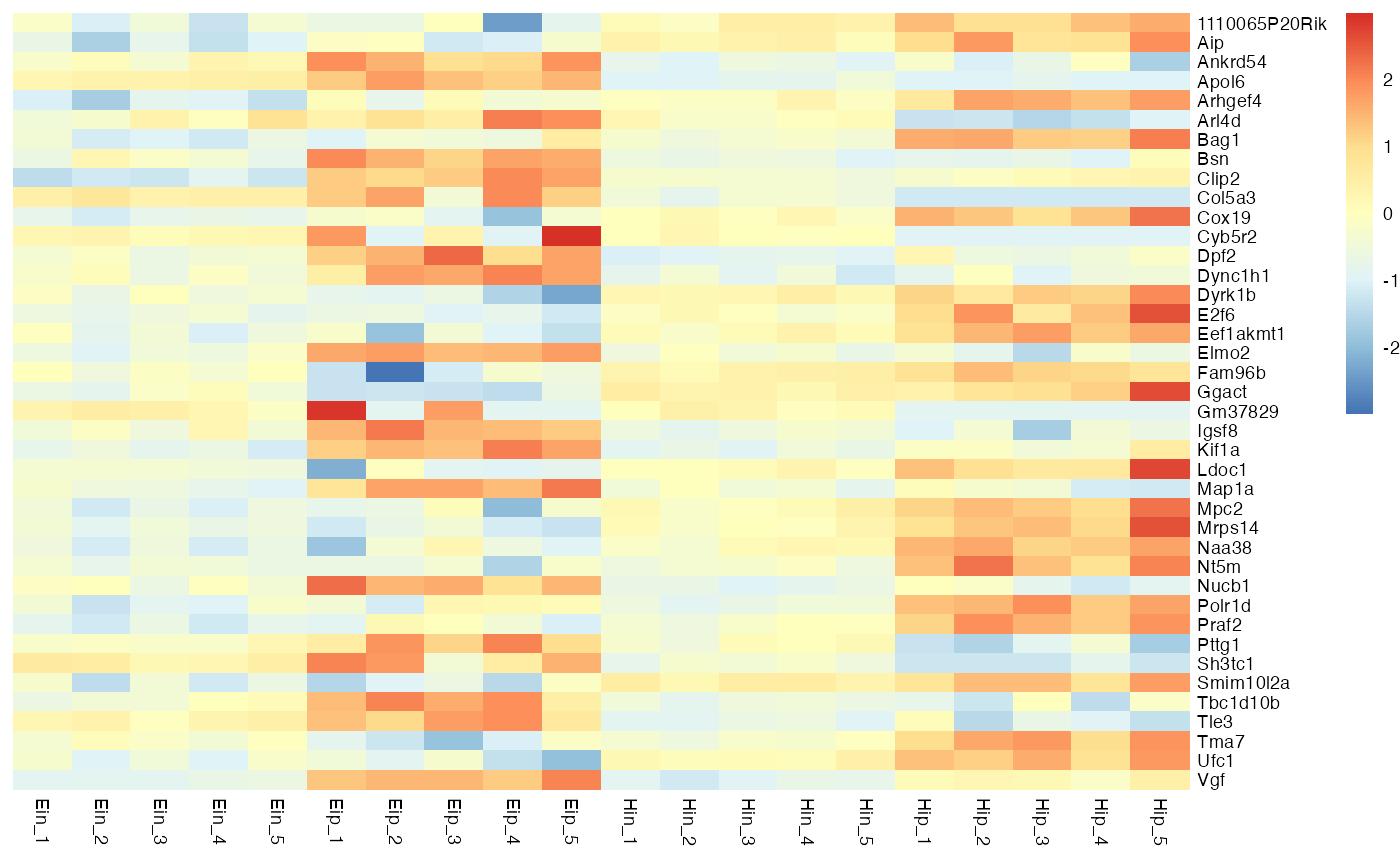 1110065P20Rik
Aip
Ankrd54
Apol6
Arhgef4
Arl4d
Bag1
Bsn
Clip2
Col5a3
Cox19
Cyb5r2
Dpf2
Dync1h1
Dyrk1b
E2f6
Eef1akmt1
Elmo2
Fam96b
Ggact
Gm37829
Igsf8
Kif1a
Ldoc1
Map1a
Mpc2
Mrps14
Naa38
Nt5m
Nucb1
Polr1d
Praf2
Pttg1
Sh3tc1
Smim10l2a
Tbc1d10b
Tle3
Tma7
Ufc1
Vgf
2
1
0
-1
-2
Ein_1
Ein_2
Ein_3
Ein_4
Ein_5
Eip_1
Eip_2
Eip_3
Eip_4
Eip_5
Hin_1
Hin_2
Hin_3
Hin_4
Hin_5
Hip_1
Hip_2
Hip_3
Hip_4
Hip_5